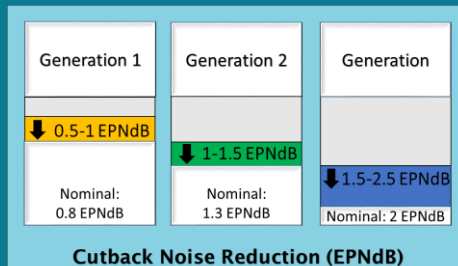 Generation 1
0.5-1 EPNdB
Nominal:
0.8 EPNdB
Generation 2
1-1.5 EPNdB
Nominal:
1.3 EPNdB
Generation
1.5-2.5 EPNdB
Nominal: 2 EPNdB
Cutback Noise Reduction (EPNdB)